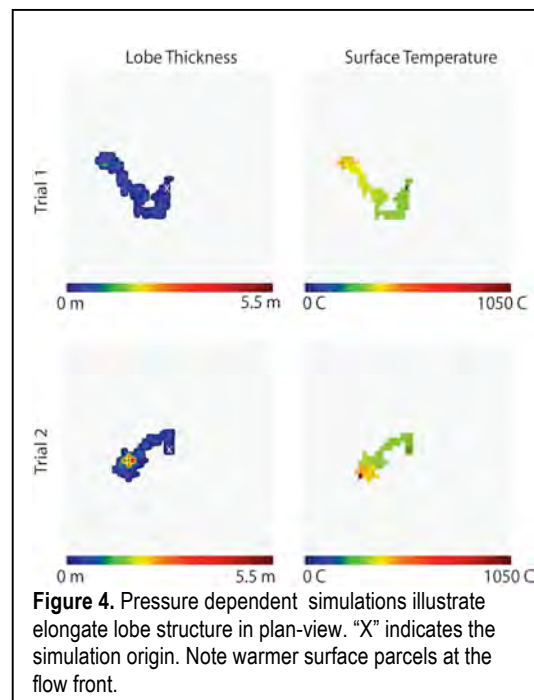 Lobe Thickness Surface Temperature
Trial 1
X
0 m 5.5 m 0 C 1050 C
Trial 2
X
0 m 5.5 m 0 C 1050 C
Figure 4. Pressure dependent simulations illustrate
elongate lobe structure in plan-view. “X” indicates the
simulation origin. Note warmer surface parcels at the
flow front.